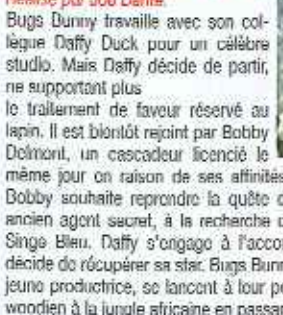 Réalisé par Joe Dante.
Bugs Bunny travaille avec son col-
lègue Daffy Duck pour un célèbre
studio. Mais Daffy décide de partir,
ne supportant plus
le traitement de faveur réservé au
lapin. Il est bientôt rejoint par Bobby
Delmont, un cascadeur licencié le
même jour en raison de ses affinités
Bobby souhaite reprendre la quête
ancien agent secret, à la recherche
Singe Bleu. Daffy s'engage à l'accor
décide de récupérer sa star. Bugs Bunn
jeune productrice, se lancent à leur
woodien à la jungle africaine en passan